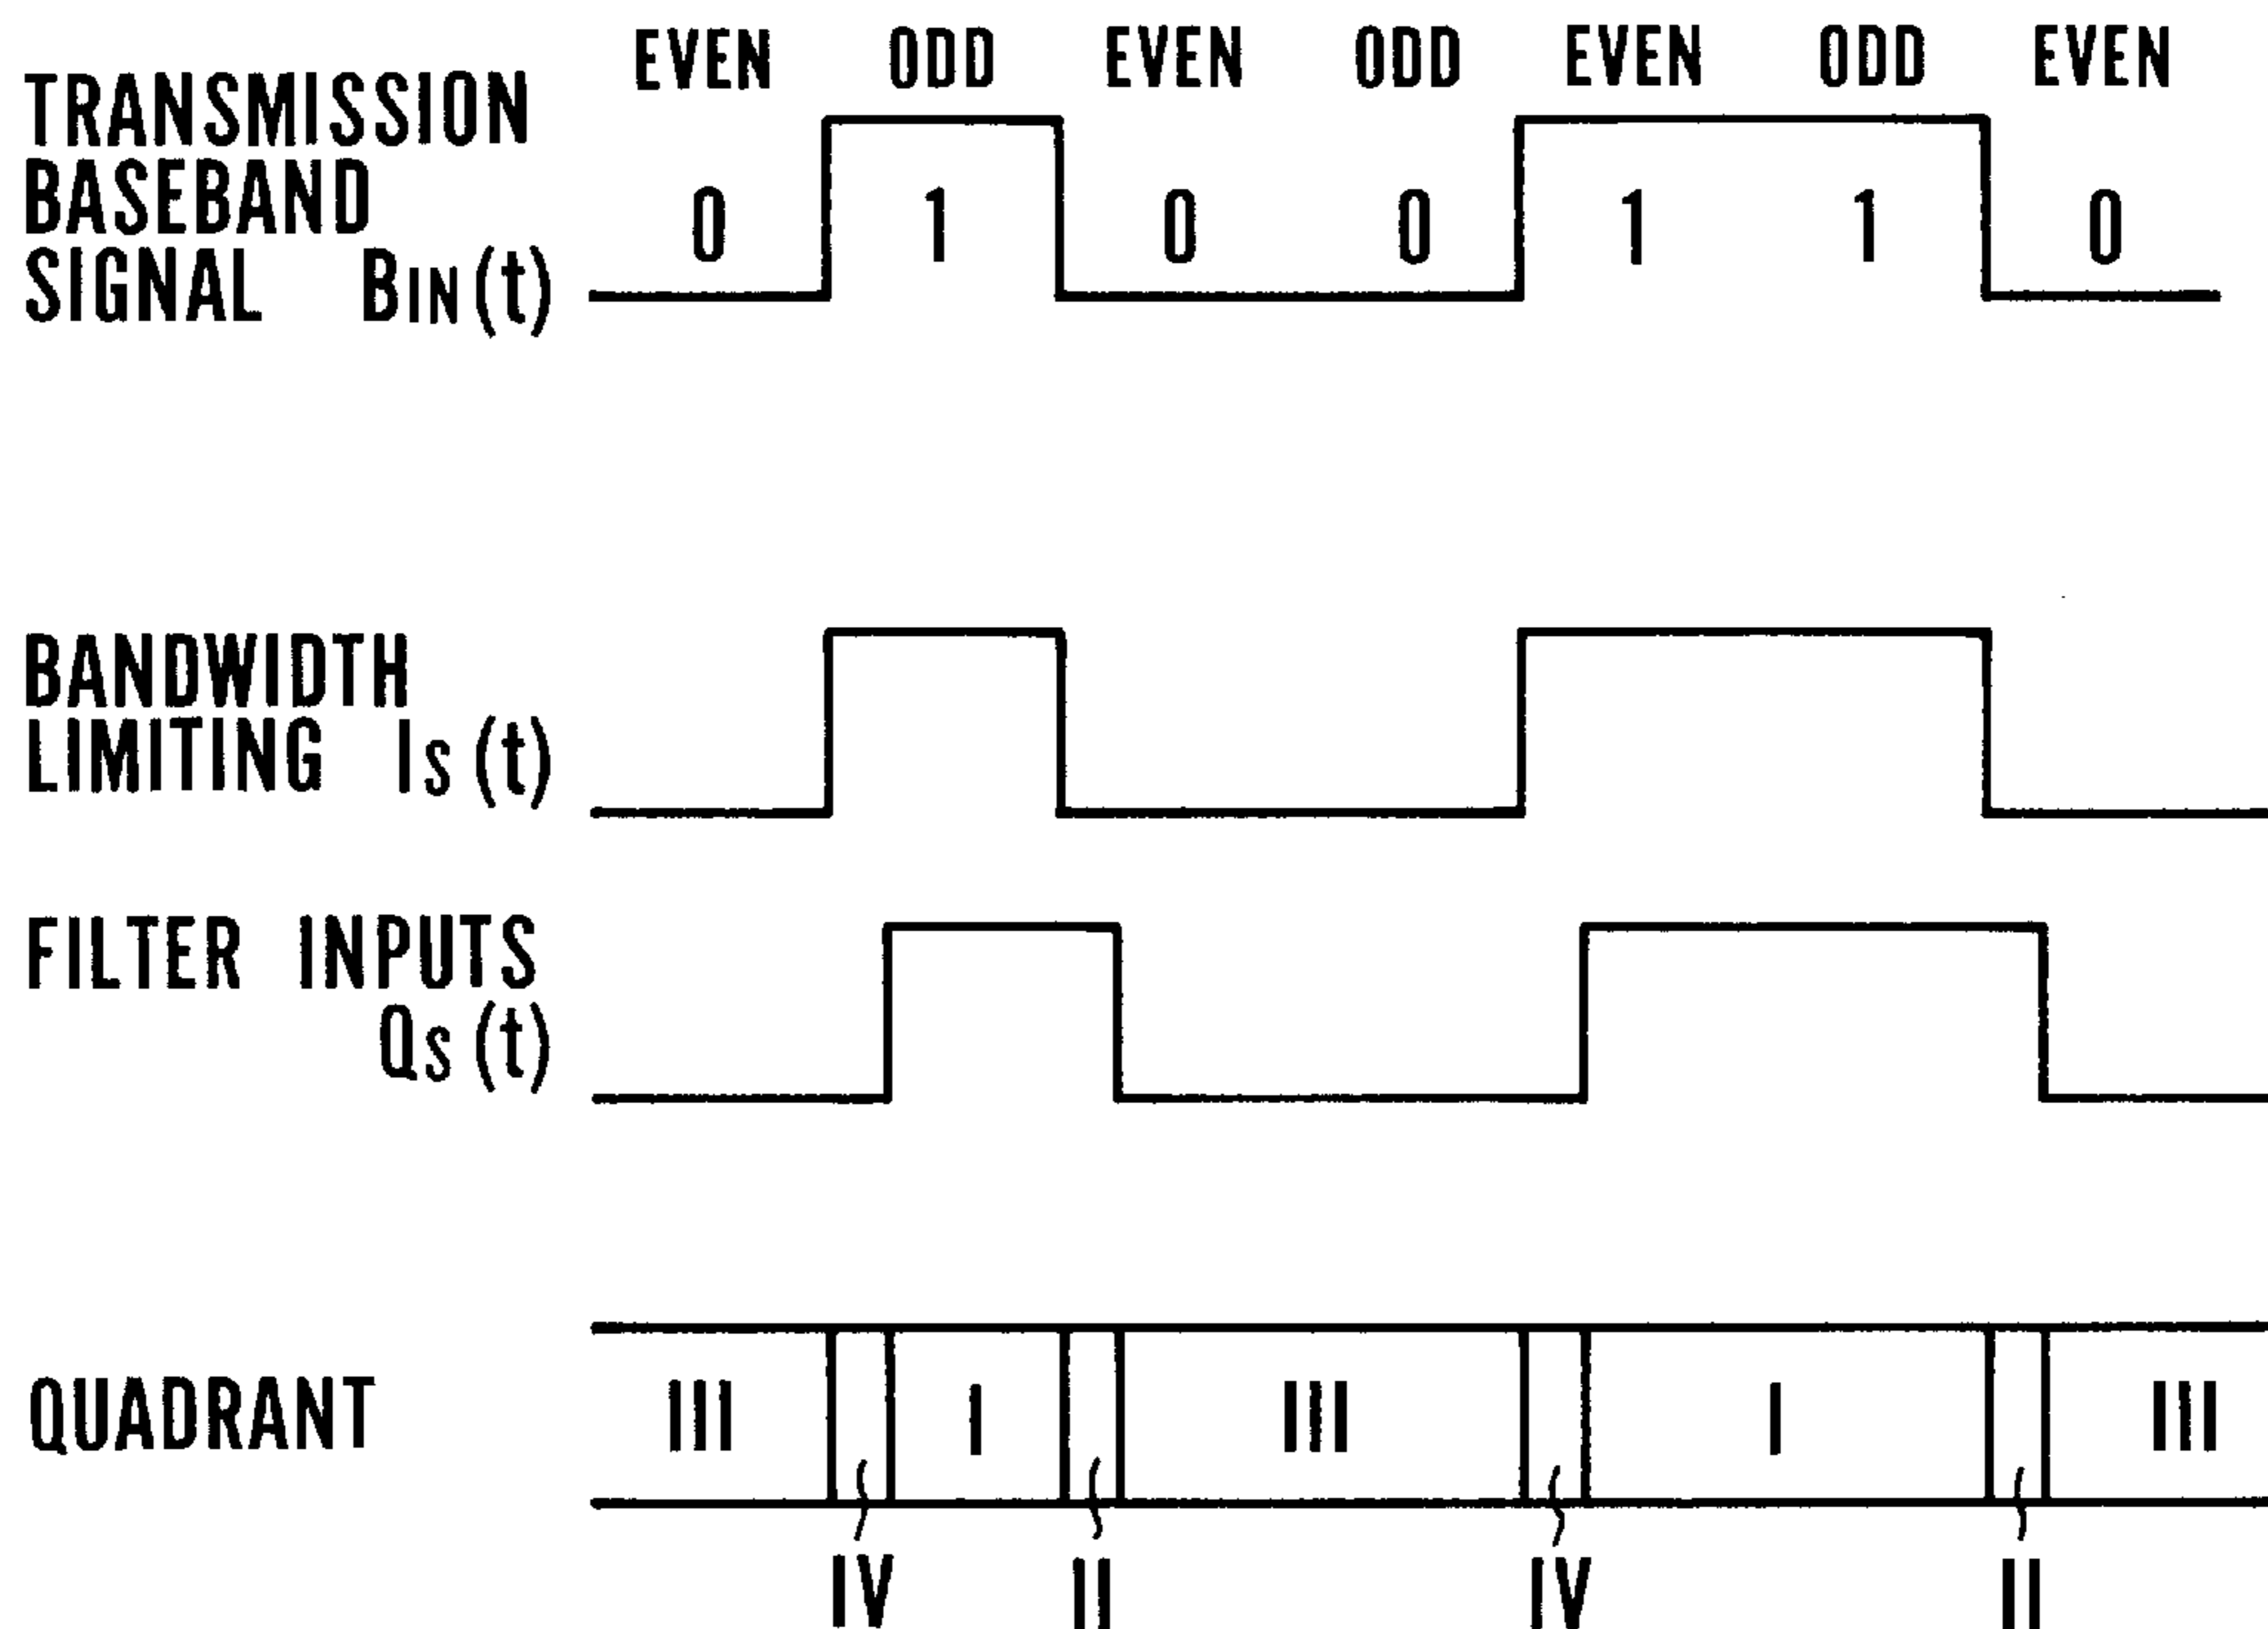 EVEN ODD EVEN ODD EVEN ODD EVEN
TRANSMISSION
BASEBAND
SIGNAL BIN(t)
0 1 0 0 1 1 0
BANDWIDTH
LIMITING IS(t)
FILTER INPUTS
QS(t)
QUADRANT
III I III I III
IV II IV II